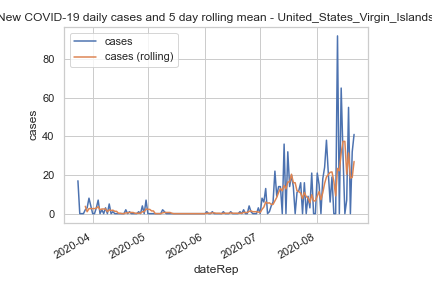 New COVID-19 daily cases and 5 day rolling mean - United_States_Virgin_Islands
cases
cases (rolling)
80
60
40
20
0
cases
2020-04
2020-05
2020-06
2020-07
2020-08
dateRep